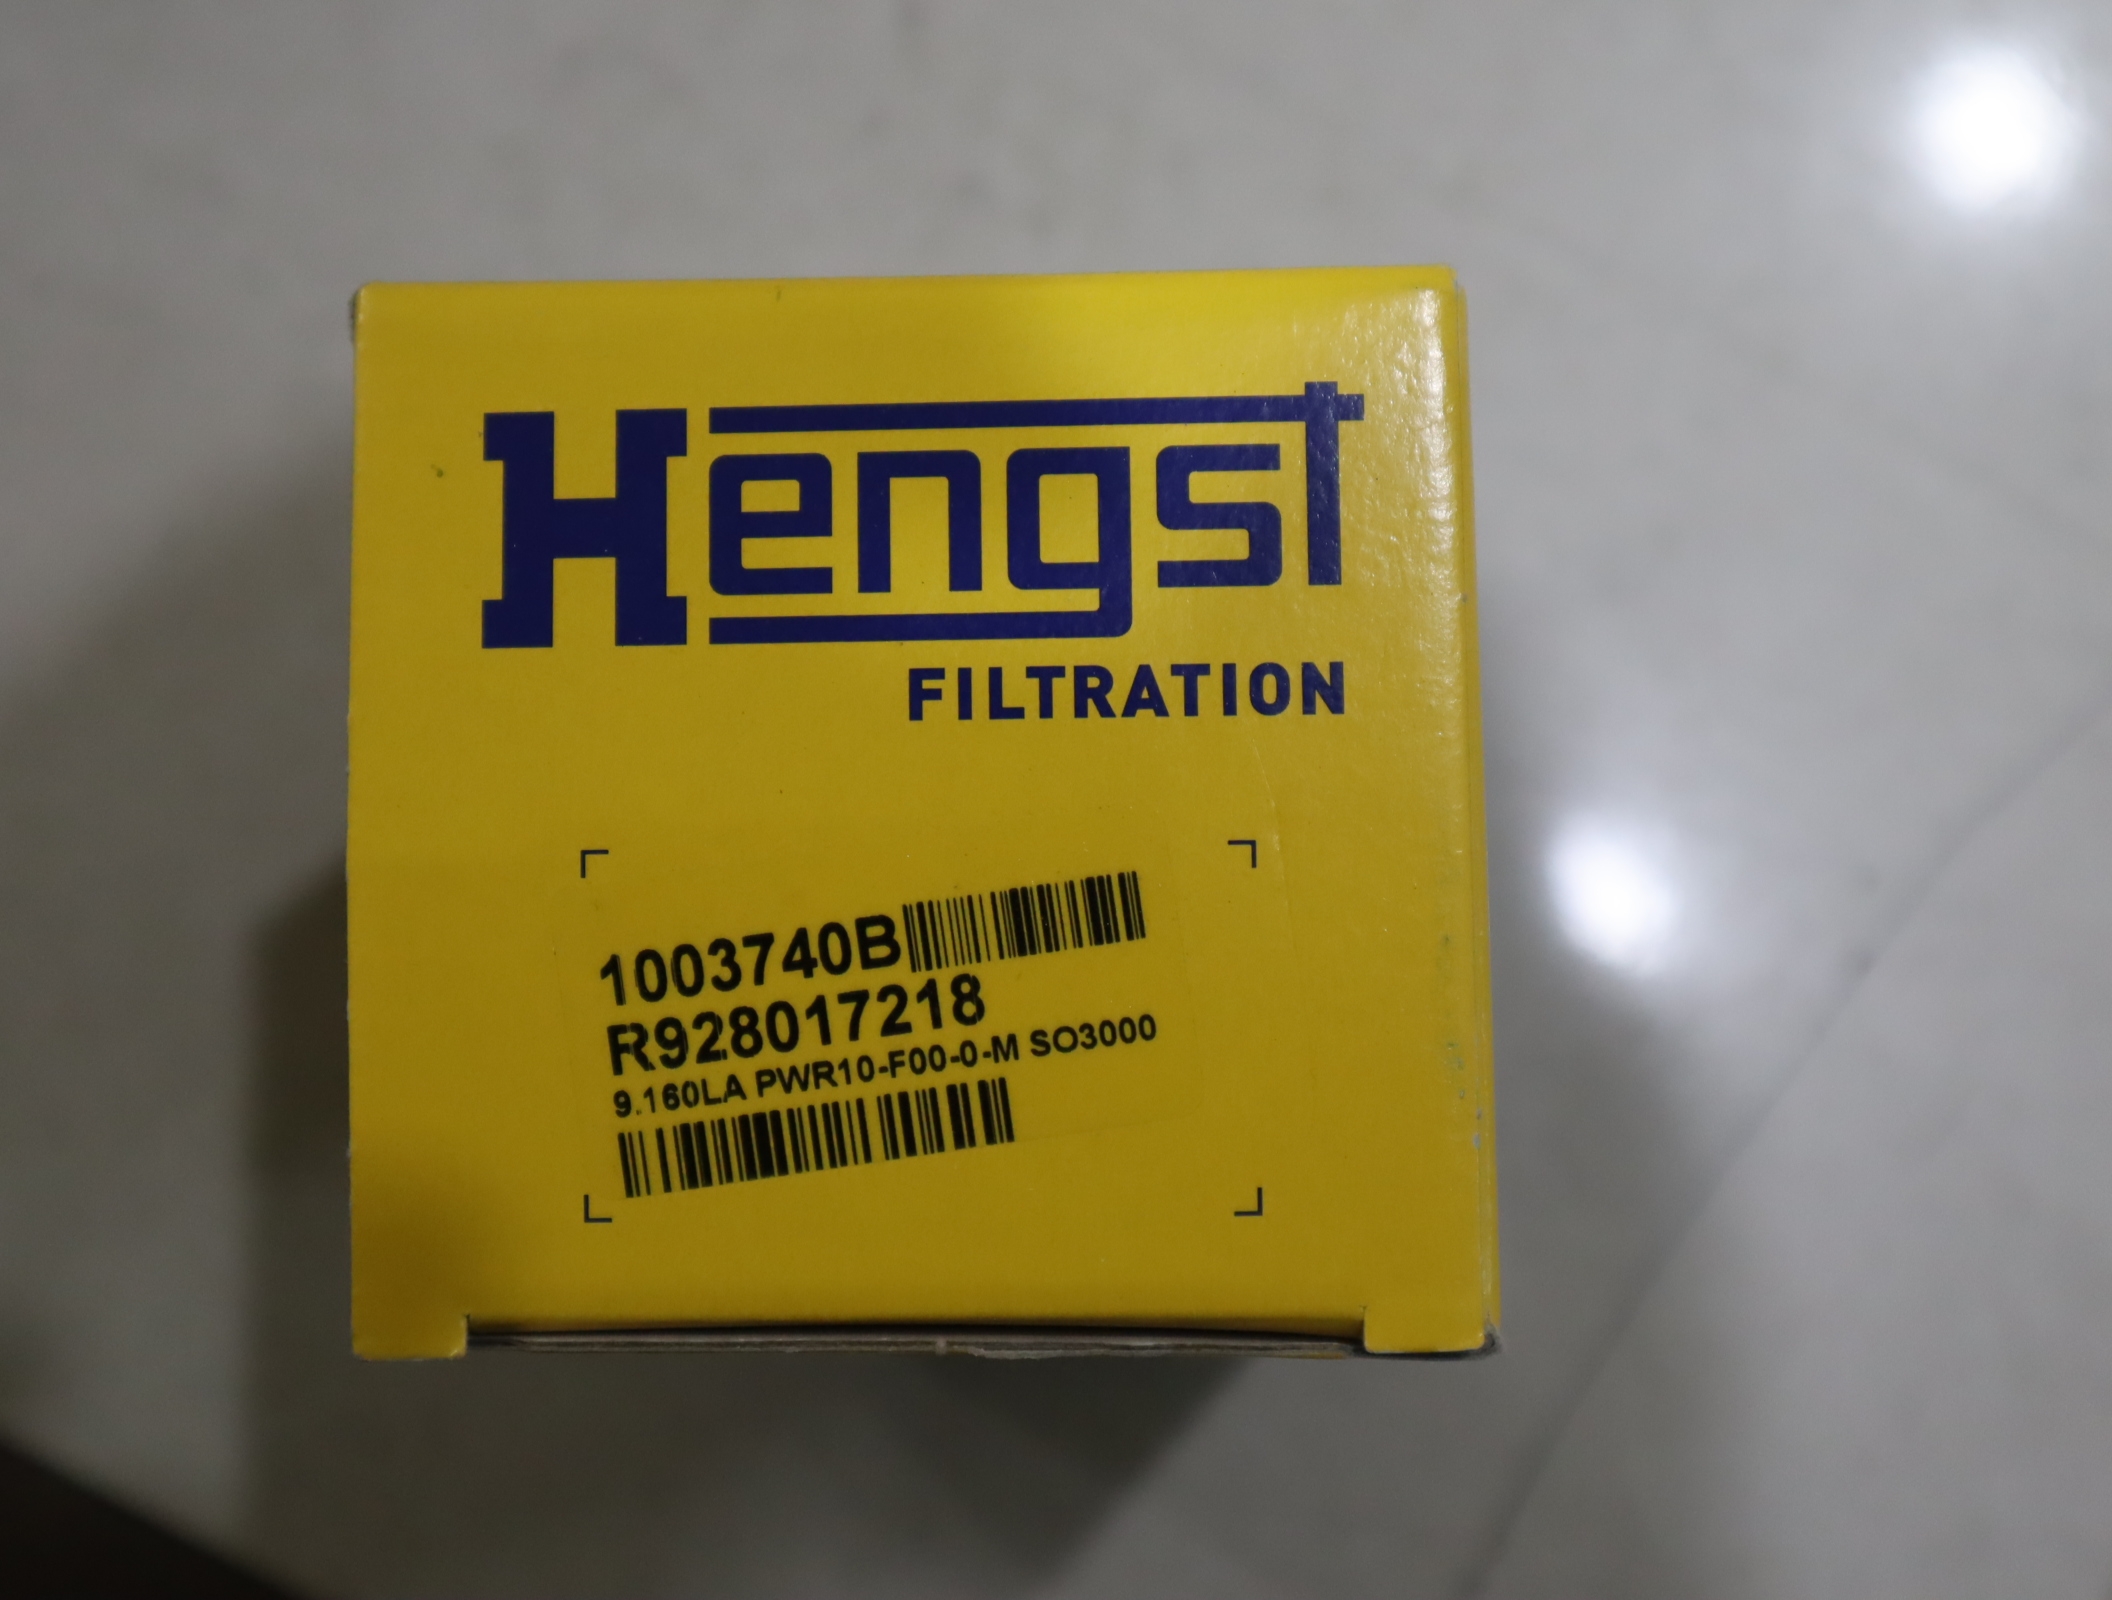 Hengst
FILTRATION
1003740B
R928017218
9.160LA PWR10-F00-0-M SO3000